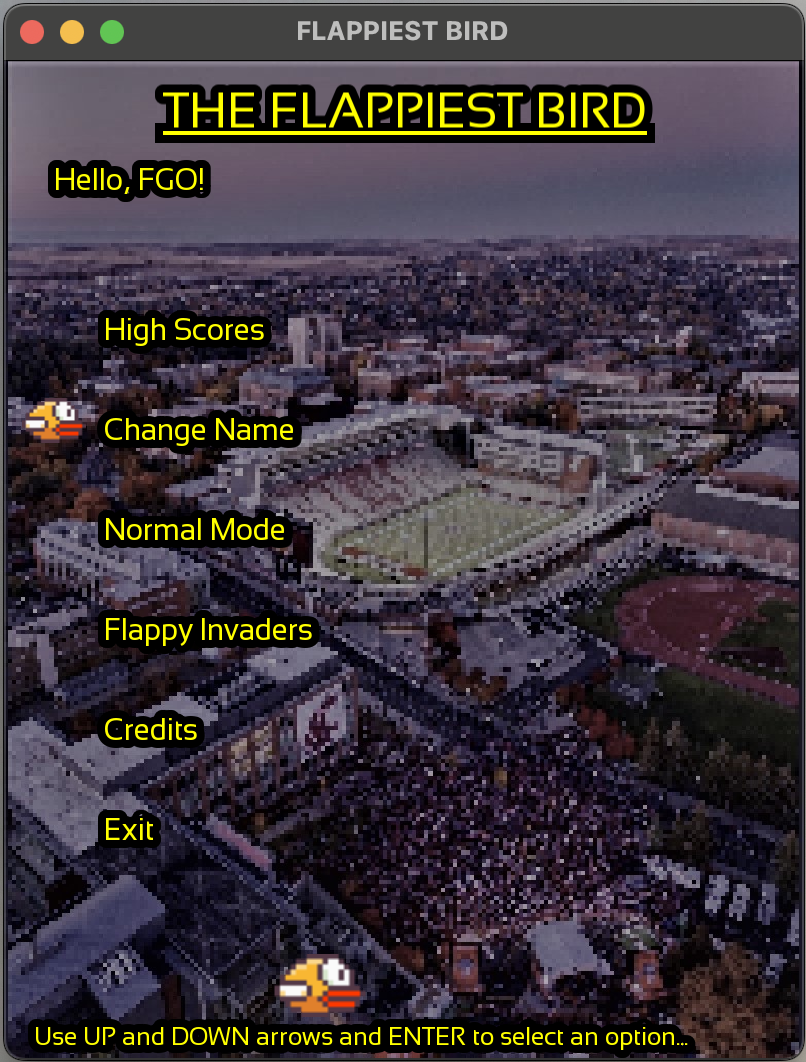 FLAPPIEST BIRD
THE FLAPPIEST BIRD
Hello, FGO!
High Scores
Change Name
Normal Mode
Flappy Invaders
Credits
Exit
Use UP and DOWN arrows and ENTER to select an option...